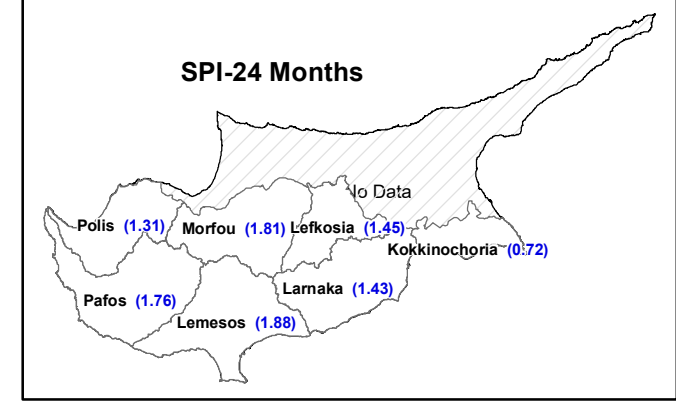 SPI-24 Months
No Data
Polis (1.31)
Morfou (1.81)
Lefkosia (1.45)
Kokkinochoria (0.72)
Larnaka (1.43)
Pafos (1.76)
Lemesos (1.88)